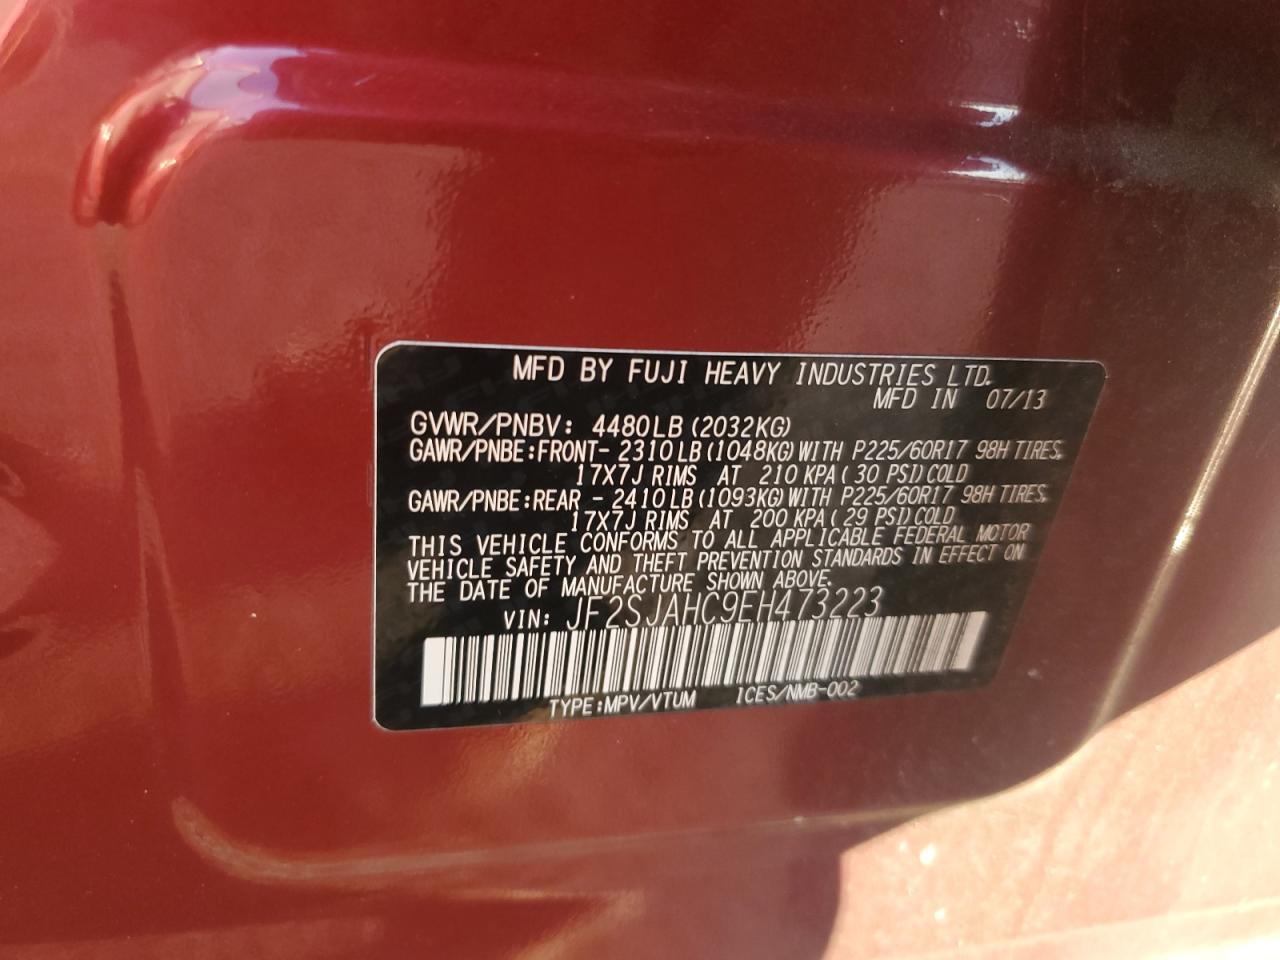 MFD BY FUJI HEAVY INDUSTRIES LTD.
MFD IN 07/13
GVWR/PNBV: 4480LB (2032KG)
GAWR/PNBE:FRONT- 2310LB (1048KG) WITH P225/60R17 98H TIRES,
17X7J RIMS AT 210 KPA ( 30 PSI) COLD
GAWR/PNBE:REAR - 2410LB (1093KG) WITH P225/60R17 98H TIRES,
17X7J RIMS AT 200 KPA ( 29 PSI) COLD
THIS VEHICLE CONFORMS TO ALL APPLICABLE FEDERAL MOTOR
VEHICLE SAFETY AND THEFT PREVENTION STANDARDS IN EFFECT ON
THE DATE OF MANUFACTURE SHOWN ABOVE.
VIN: JF2SJAHC9EH473223
TYPE:MPV/VTUM ICES/NMB-002